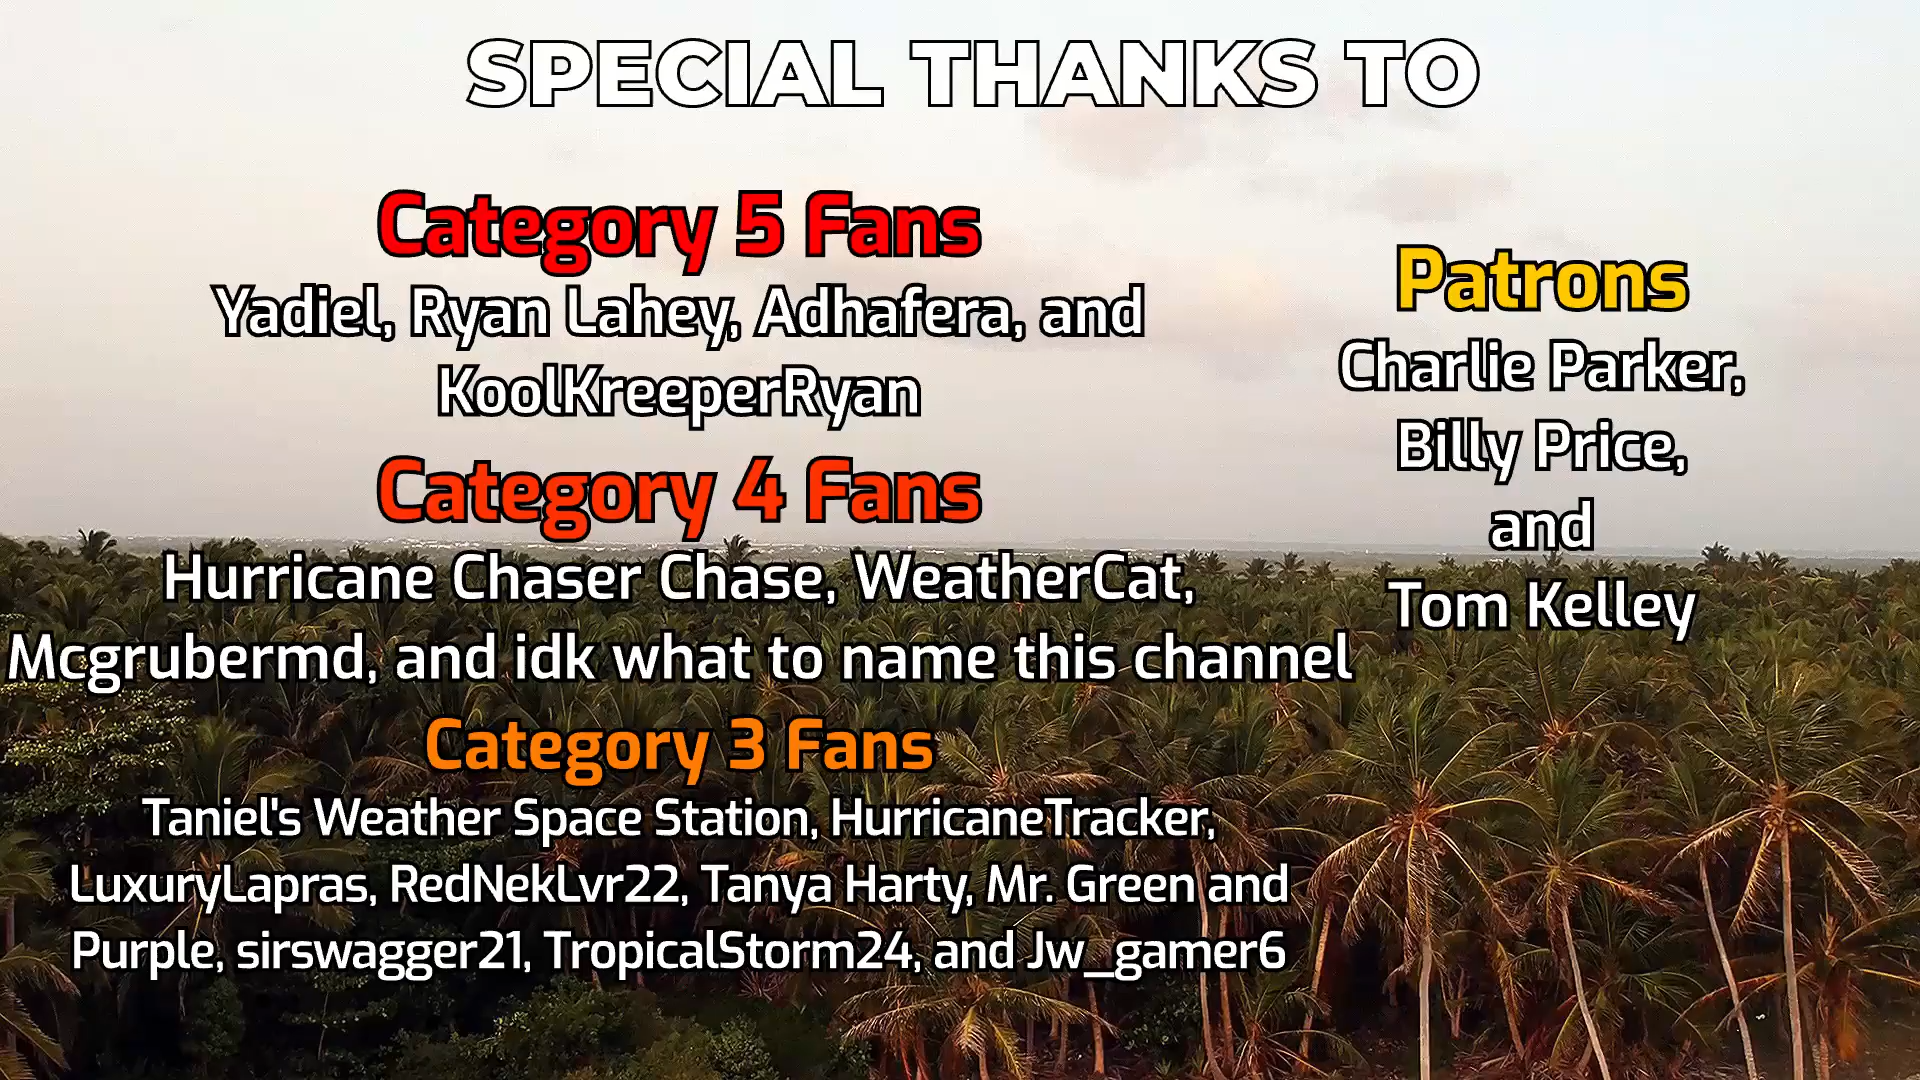 SPECIAL THANKS TO
Category 5 Fans
Yadiel, Ryan Lahey, Adhafera, and
KoolKreeperRyan
Category 4 Fans
Hurricane Chaser Chase, WeatherCat,
Mcgrubermd, and idk what to name this channel
Category 3 Fans
Taniel's Weather Space Station, HurricaneTracker,
LuxuryLapras, RedNekLvr22, Tanya Harty, Mr. Green and
Purple, sirswagger21, TropicalStorm24, and Jw_gamer6
Patrons
Charlie Parker,
Billy Price,
and
Tom Kelley